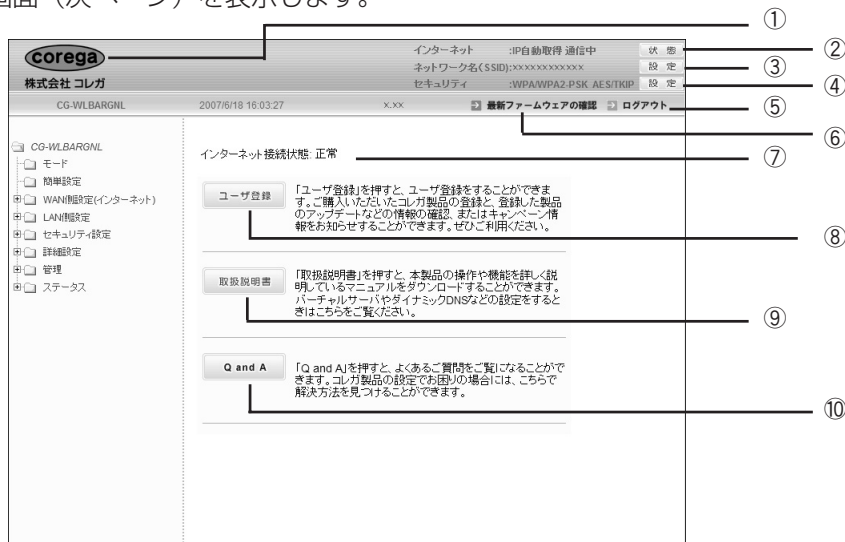 画面（次ページ）を表示します。
①
corega
インターネット :IP自動取得 通信中 状 態 ②
ネットワーク名(SSID):xxxxxxxxxxxx 設 定 ③
株式会社 コレガ
セキュリティ :WPA/WPA2-PSK AES/TKIP 設 定 ④
CG-WLBARGNL 2007/6/18 16:03:27 x.xx 最新ファームウェアの確認 ログアウト ⑤
⑥
CG-WLBARGNL
モード
簡単設定
WAN側設定(インターネット)
LAN側設定
セキュリティ設定
詳細設定
管理
ステータス
インターネット接続状態: 正常 ⑦
ユーザ登録
「ユーザ登録」を押すと、ユーザ登録をすることができま
す。ご購入いただいたコレガ製品の登録と、登録した製品
のアップデートなどの情報の確認、またはキャンペーン情
報をお知らせすることができます。ぜひご利用ください。
⑧
取扱説明書
「取扱説明書」を押すと、本製品の操作や機能を詳しく説
明しているマニュアルをダウンロードすることができます。
バーチャルサーバやダイナミックDNSなどの設定をすると
きはこちらをご覧ください。
⑨
Q and A
「Q and A」を押すと、よくあるご質問をご覧になることがで
きます。コレガ製品の設定でお困りの場合には、こちらで
解決方法を見つけることができます。
⑩